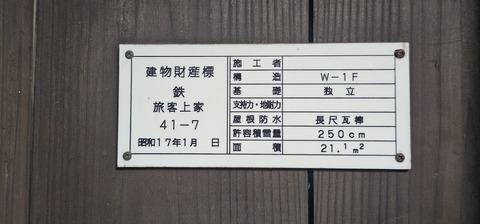 建物財産標
鉄
旅客上家
41-7
昭和17年1月 日
施工者
構造 W-1F
基礎 独立
支持力・地耐力
屋根防水 長尺瓦棒
許容積雪量 250cm
面積 21.1m²